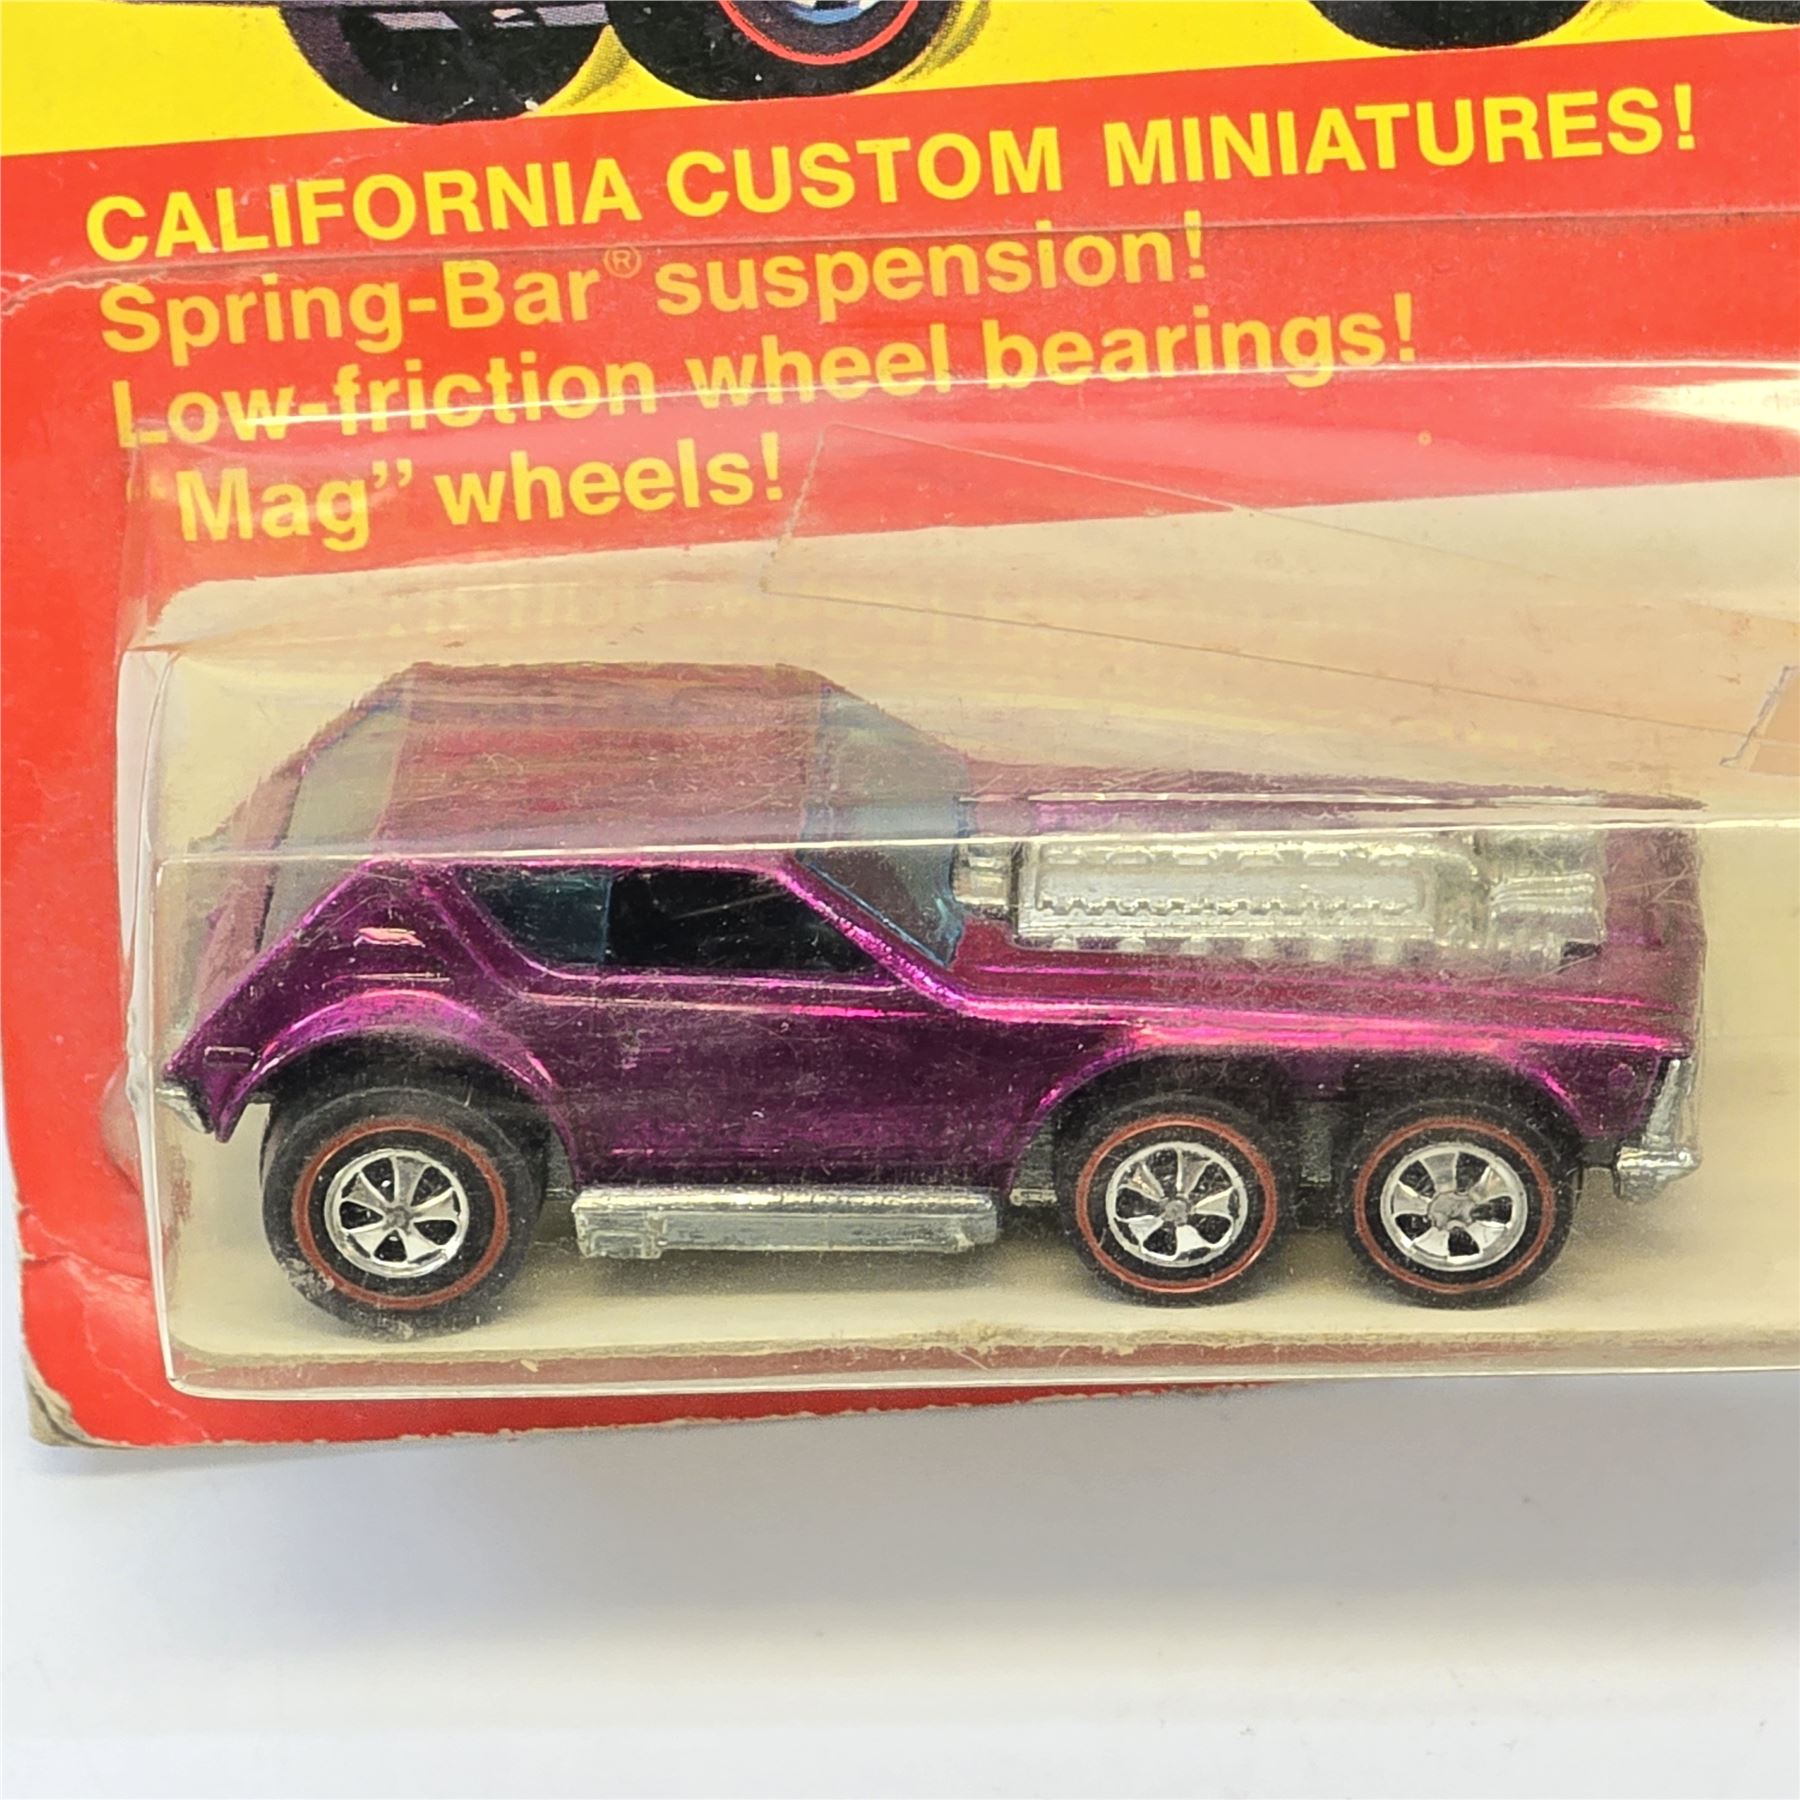 CALIFORNIA CUSTOM MINIATURES!
Spring-Bar® suspension!
Low-friction wheel bearings!
Mag” wheels!